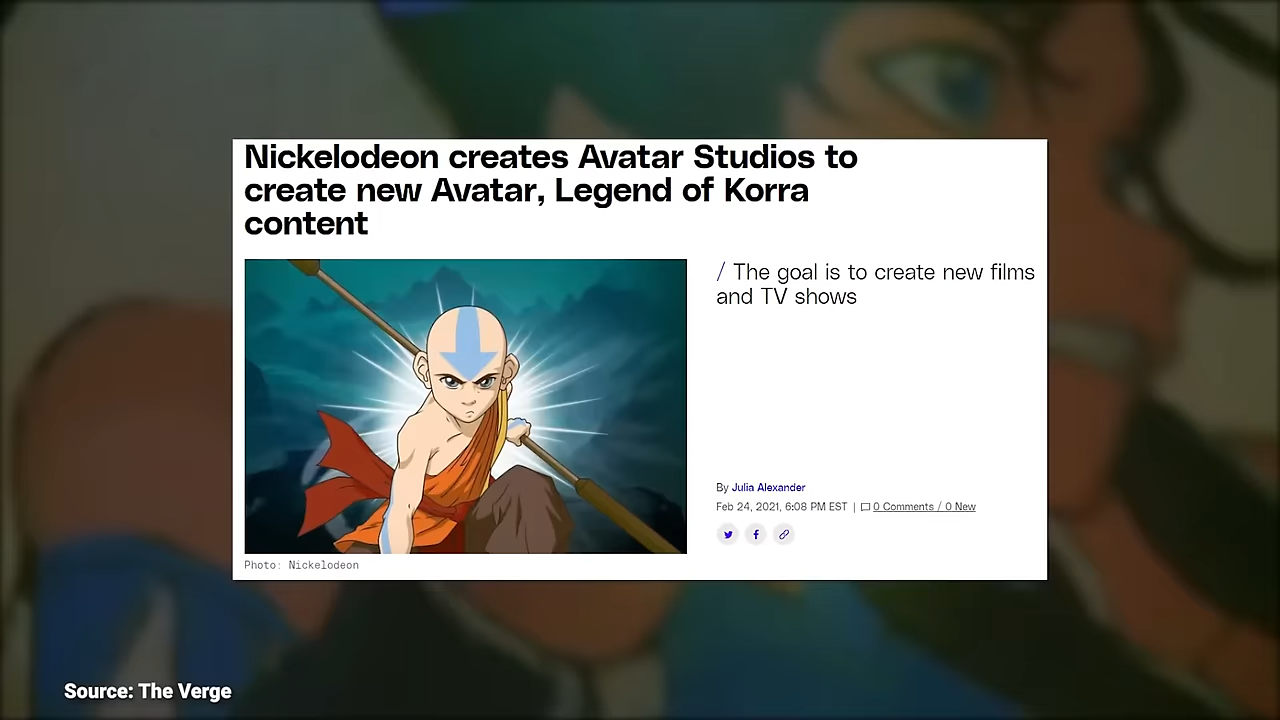 Nickelodeon creates Avatar Studios to
create new Avatar, Legend of Korra
content
/ The goal is to create new films
and TV shows
By Julia Alexander
Feb 24, 2021, 6:08 PM EST | 0 Comments / 0 New
Photo: Nickelodeon
Source: The Verge